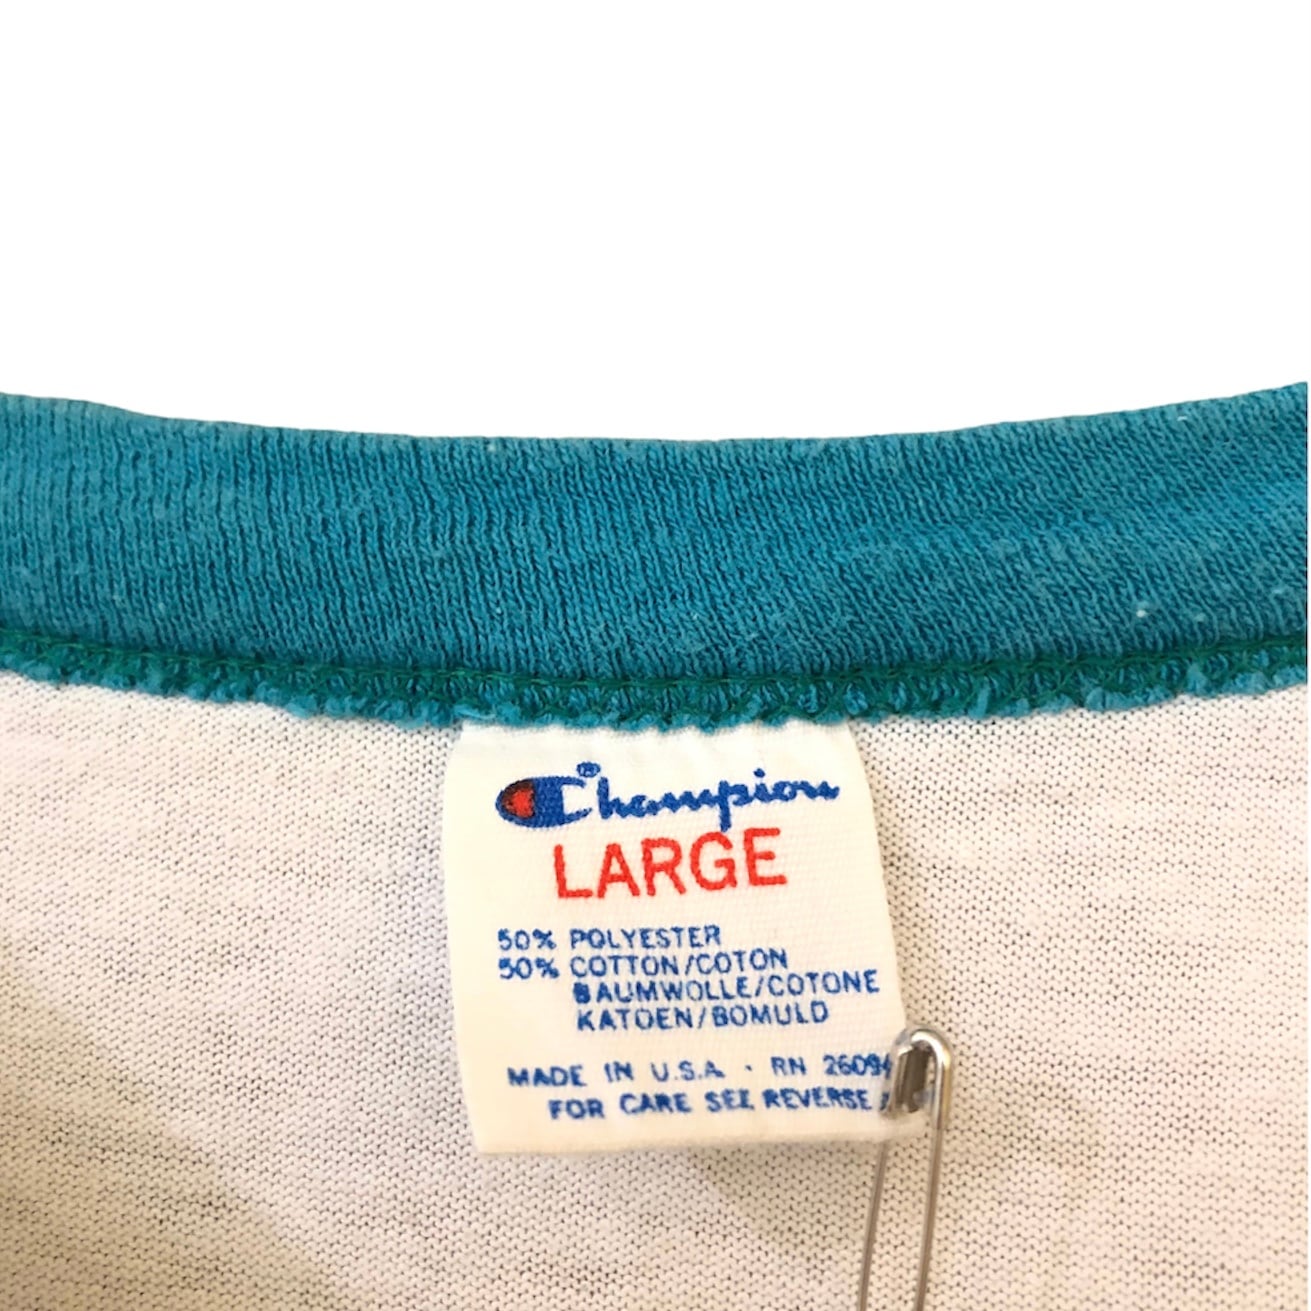 Champion®
LARGE
50% POLYESTER
50% COTTON/COTON
BAUMWOLLE/COTONE
KATOEN/BOMULD
MADE IN U.S.A. · RN
FOR CARE SEE REVERSE